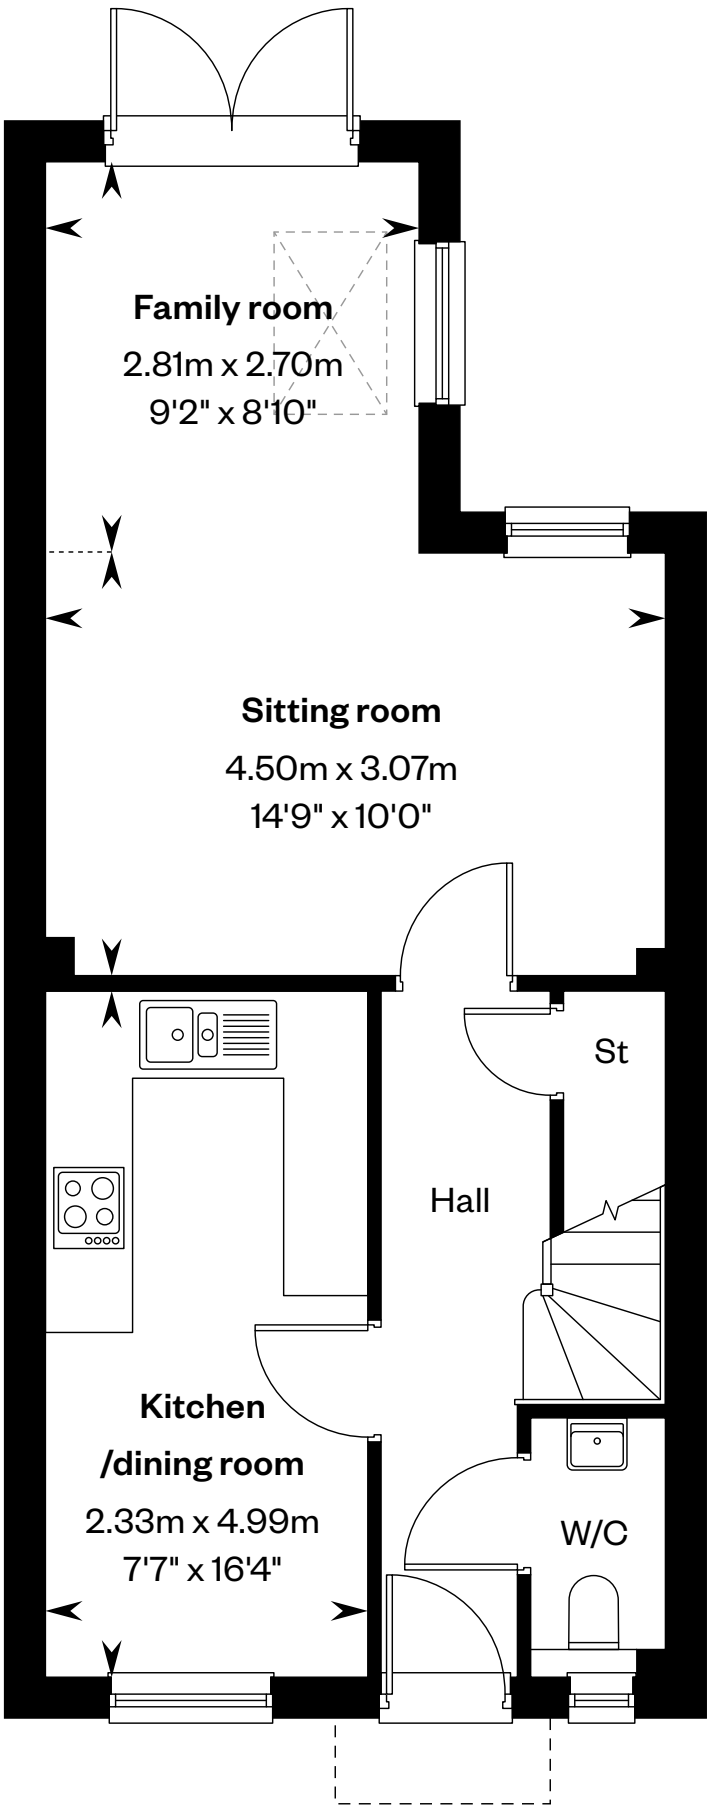 Family room
2.81m x 2.70m
9'2" x 8'10"
Sitting room
4.50m x 3.07m
14'9" x 10'0"
St
Hall
Kitchen
/dining room
2.33m x 4.99m
7'7" x 16'4"
W/C